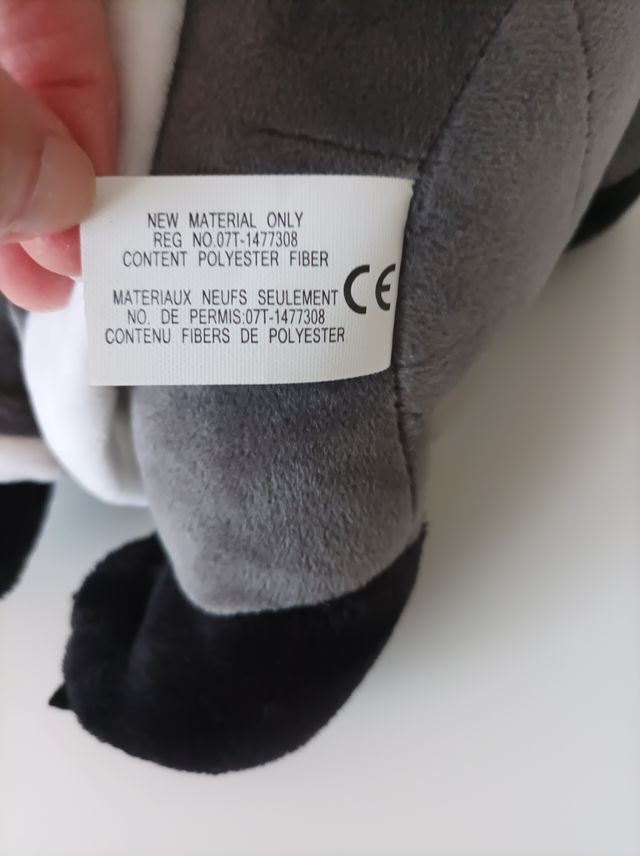 NEW MATERIAL ONLY
REG NO.07T-1477308
CONTENT POLYESTER FIBER
MATERIAUX NEUFS SEULEMENT
NO. DE PERMIS:07T-1477308
CONTENU FIBERS DE POLYESTER
CE